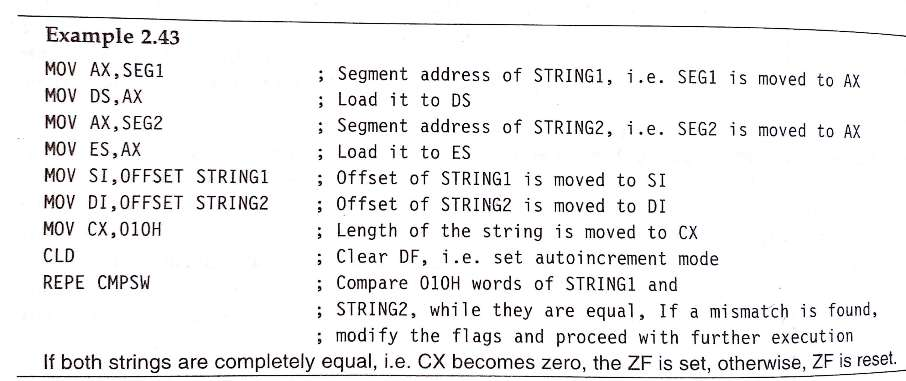 Example 2.43
MOV AX,SEG1 ; Segment address of STRING1, i.e. SEG1 is moved to AX
MOV DS,AX ; Load it to DS
MOV AX,SEG2 ; Segment address of STRING2, i.e. SEG2 is moved to AX
MOV ES,AX ; Load it to ES
MOV SI,OFFSET STRING1 ; Offset of STRING1 is moved to SI
MOV DI,OFFSET STRING2 ; Offset of STRING2 is moved to DI
MOV CX,010H ; Length of the string is moved to CX
CLD ; Clear DF, i.e. set autoincrement mode
REPE CMPSW ; Compare 010H words of STRING1 and
; STRING2, while they are equal, If a mismatch is found,
; modify the flags and proceed with further execution
If both strings are completely equal, i.e. CX becomes zero, the ZF is set, otherwise, ZF is reset.